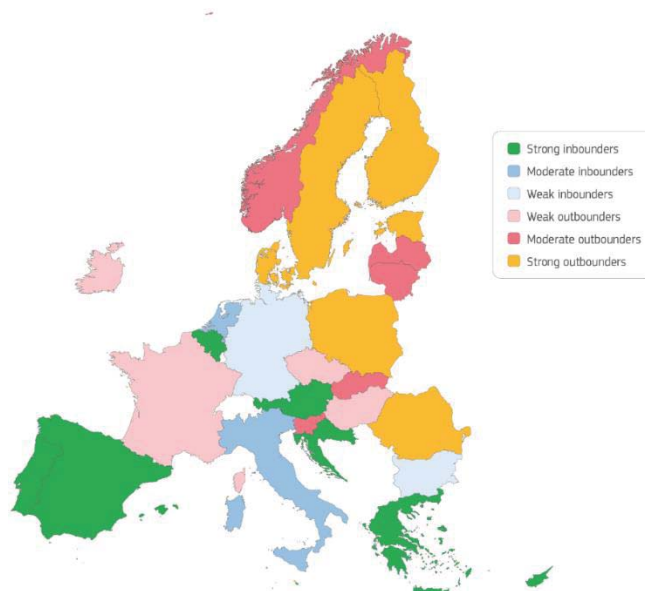 Strong inbounders
Moderate inbounders
Weak inbounders
Weak outbounders
Moderate outbounders
Strong outbounders